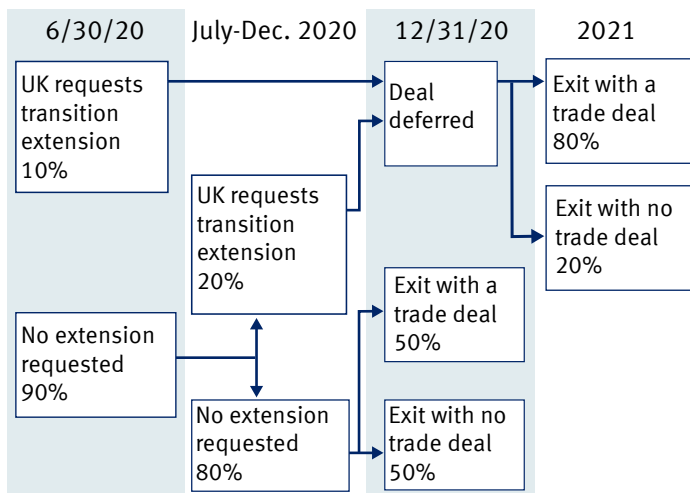 6/30/20
July-Dec. 2020
12/31/20
2021
UK requests
transition
extension
10%
Deal
deferred
Exit with a
trade deal
80%
UK requests
transition
extension
20%
Exit with no
trade deal
20%
No extension
requested
90%
Exit with a
trade deal
50%
No extension
requested
80%
Exit with no
trade deal
50%